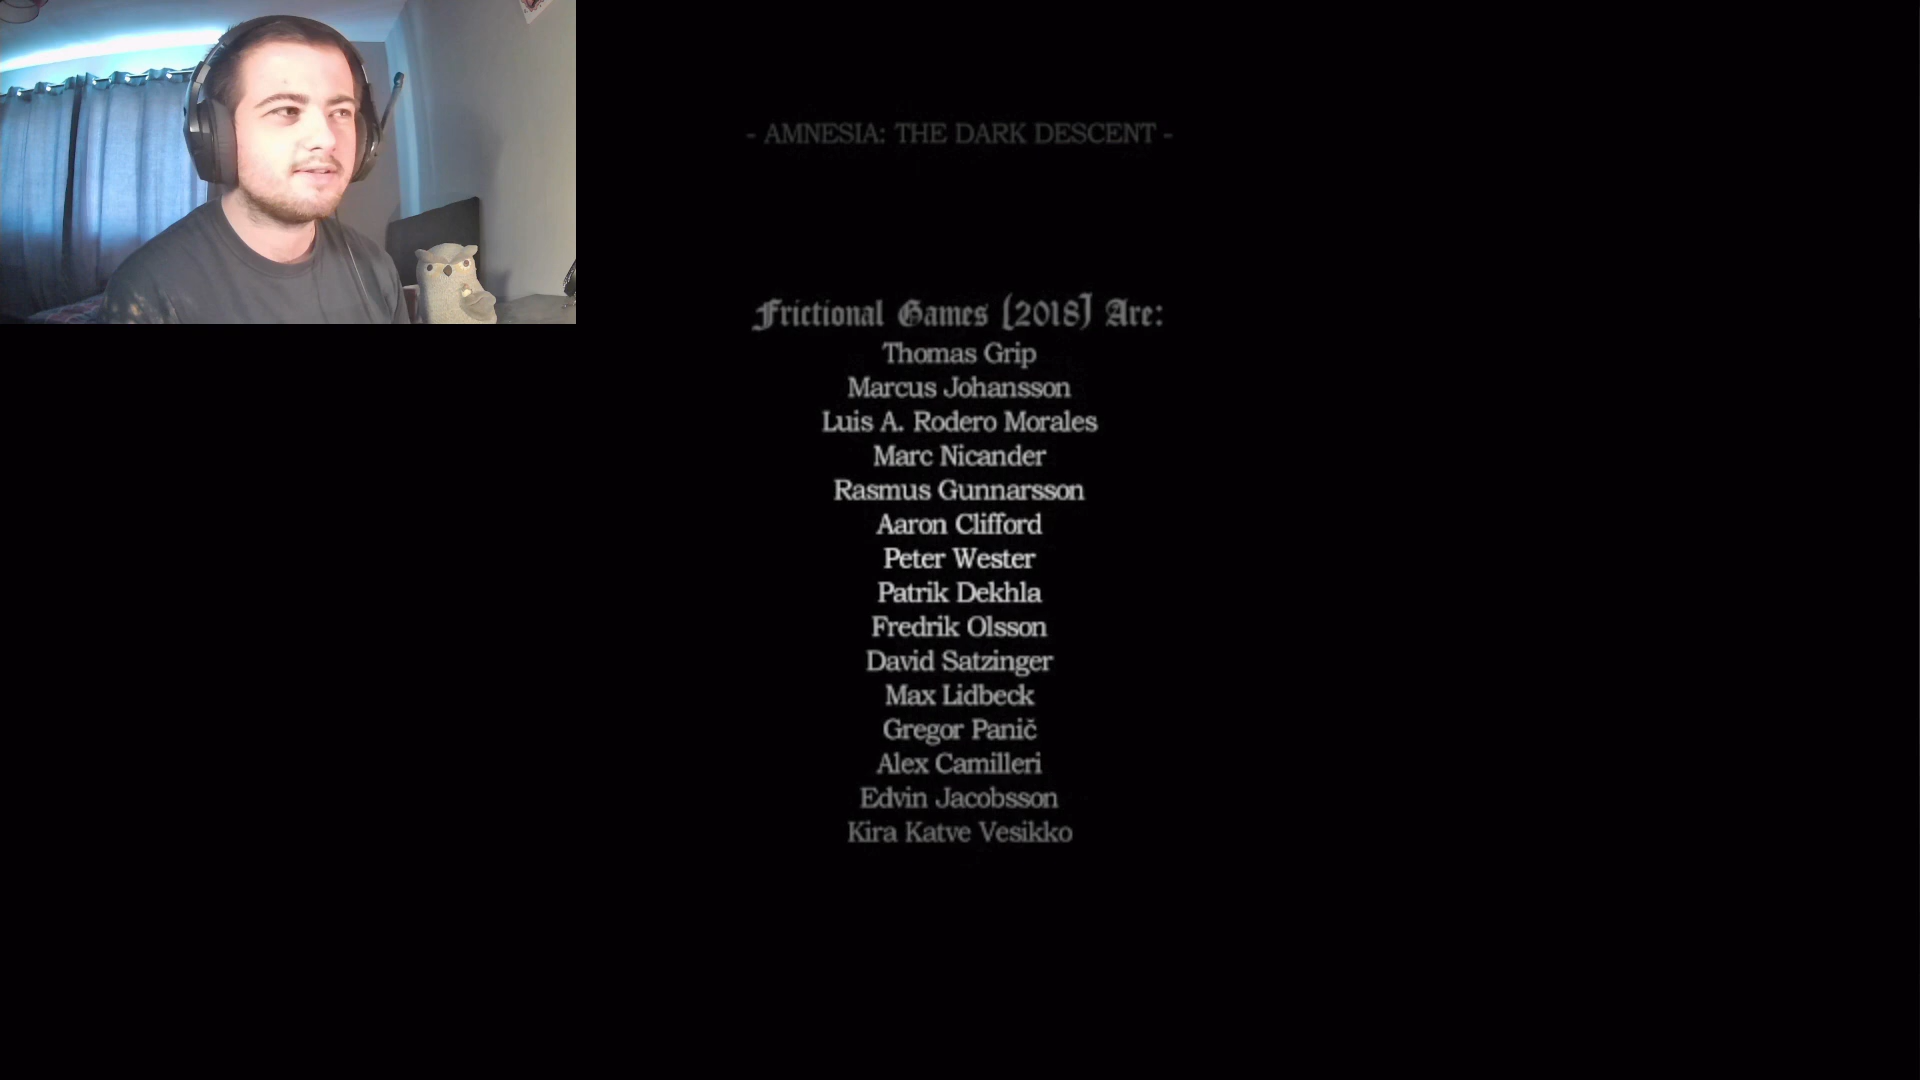 - AMNESIA: THE DARK DESCENT -
Frictional Games [2018] Are:
Thomas Grip
Marcus Johansson
Luis A. Rodero Morales
Marc Nicander
Rasmus Gunnarsson
Aaron Clifford
Peter Wester
Patrik Dekhla
Fredrik Olsson
David Satzinger
Max Lidbeck
Gregor Panič
Alex Camilleri
Edvin Jacobsson
Kira Katve Vesikko